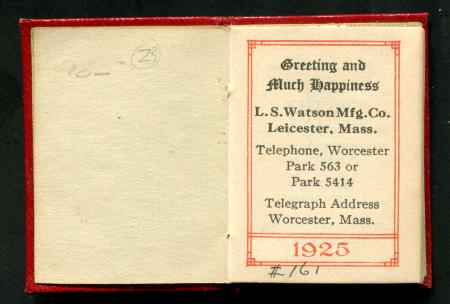 25
Greeting and
Much Happiness
L. S. Watson Mfg. Co.
Leicester, Mass.
Telephone, Worcester
Park 563 or
Park 5414
Telegraph Address
Worcester, Mass.
1925
#161